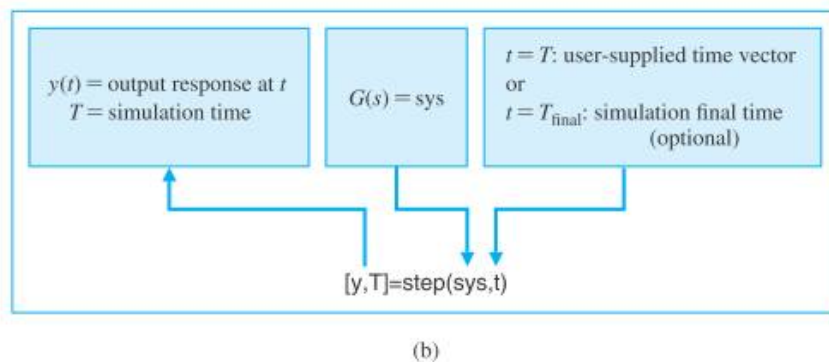 y(t) = output response at t
T = simulation time
G(s) = sys
t = T: user-supplied time vector
or
t = T_final: simulation final time
(optional)
[y,T]=step(sys,t)
(b)